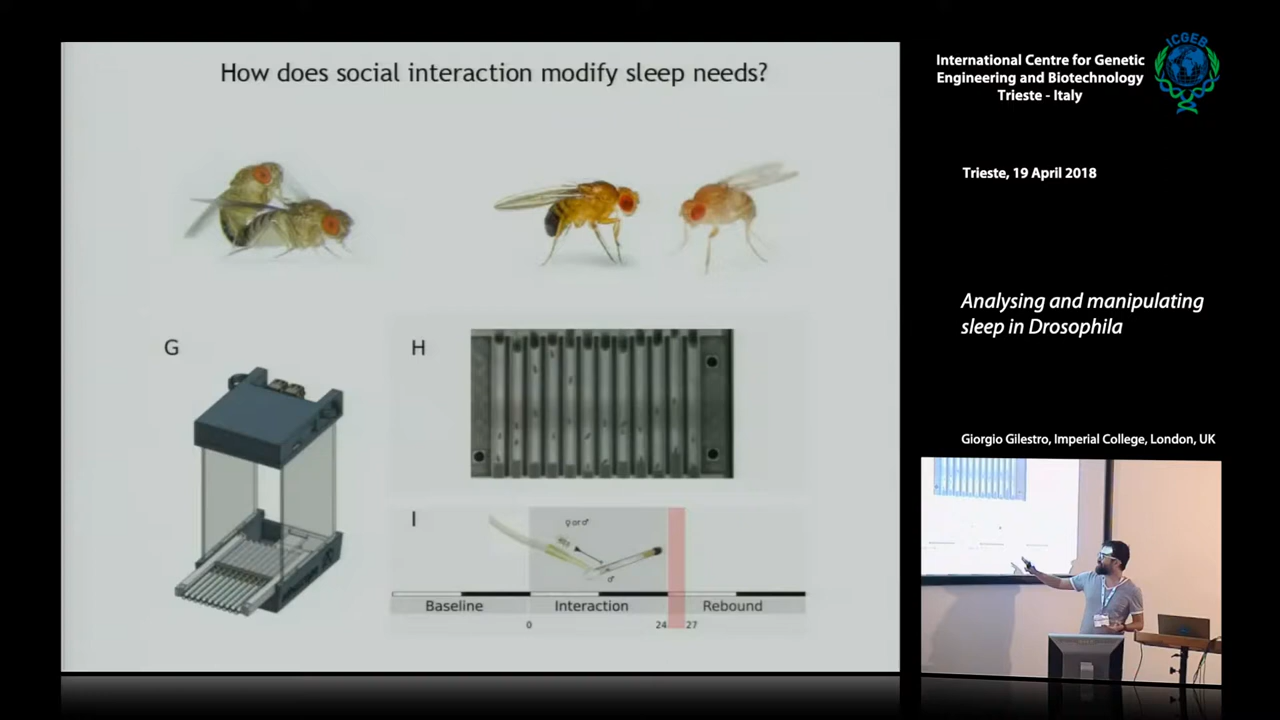 How does social interaction modify sleep needs?
G
H
I
♀ or ♂
♂
Baseline
Interaction
Rebound
0
24
27
International Centre for Genetic
Engineering and Biotechnology
Trieste - Italy
ICGEB
Trieste, 19 April 2018
Analysing and manipulating
sleep in Drosophila
Giorgio Gilestro, Imperial College, London, UK